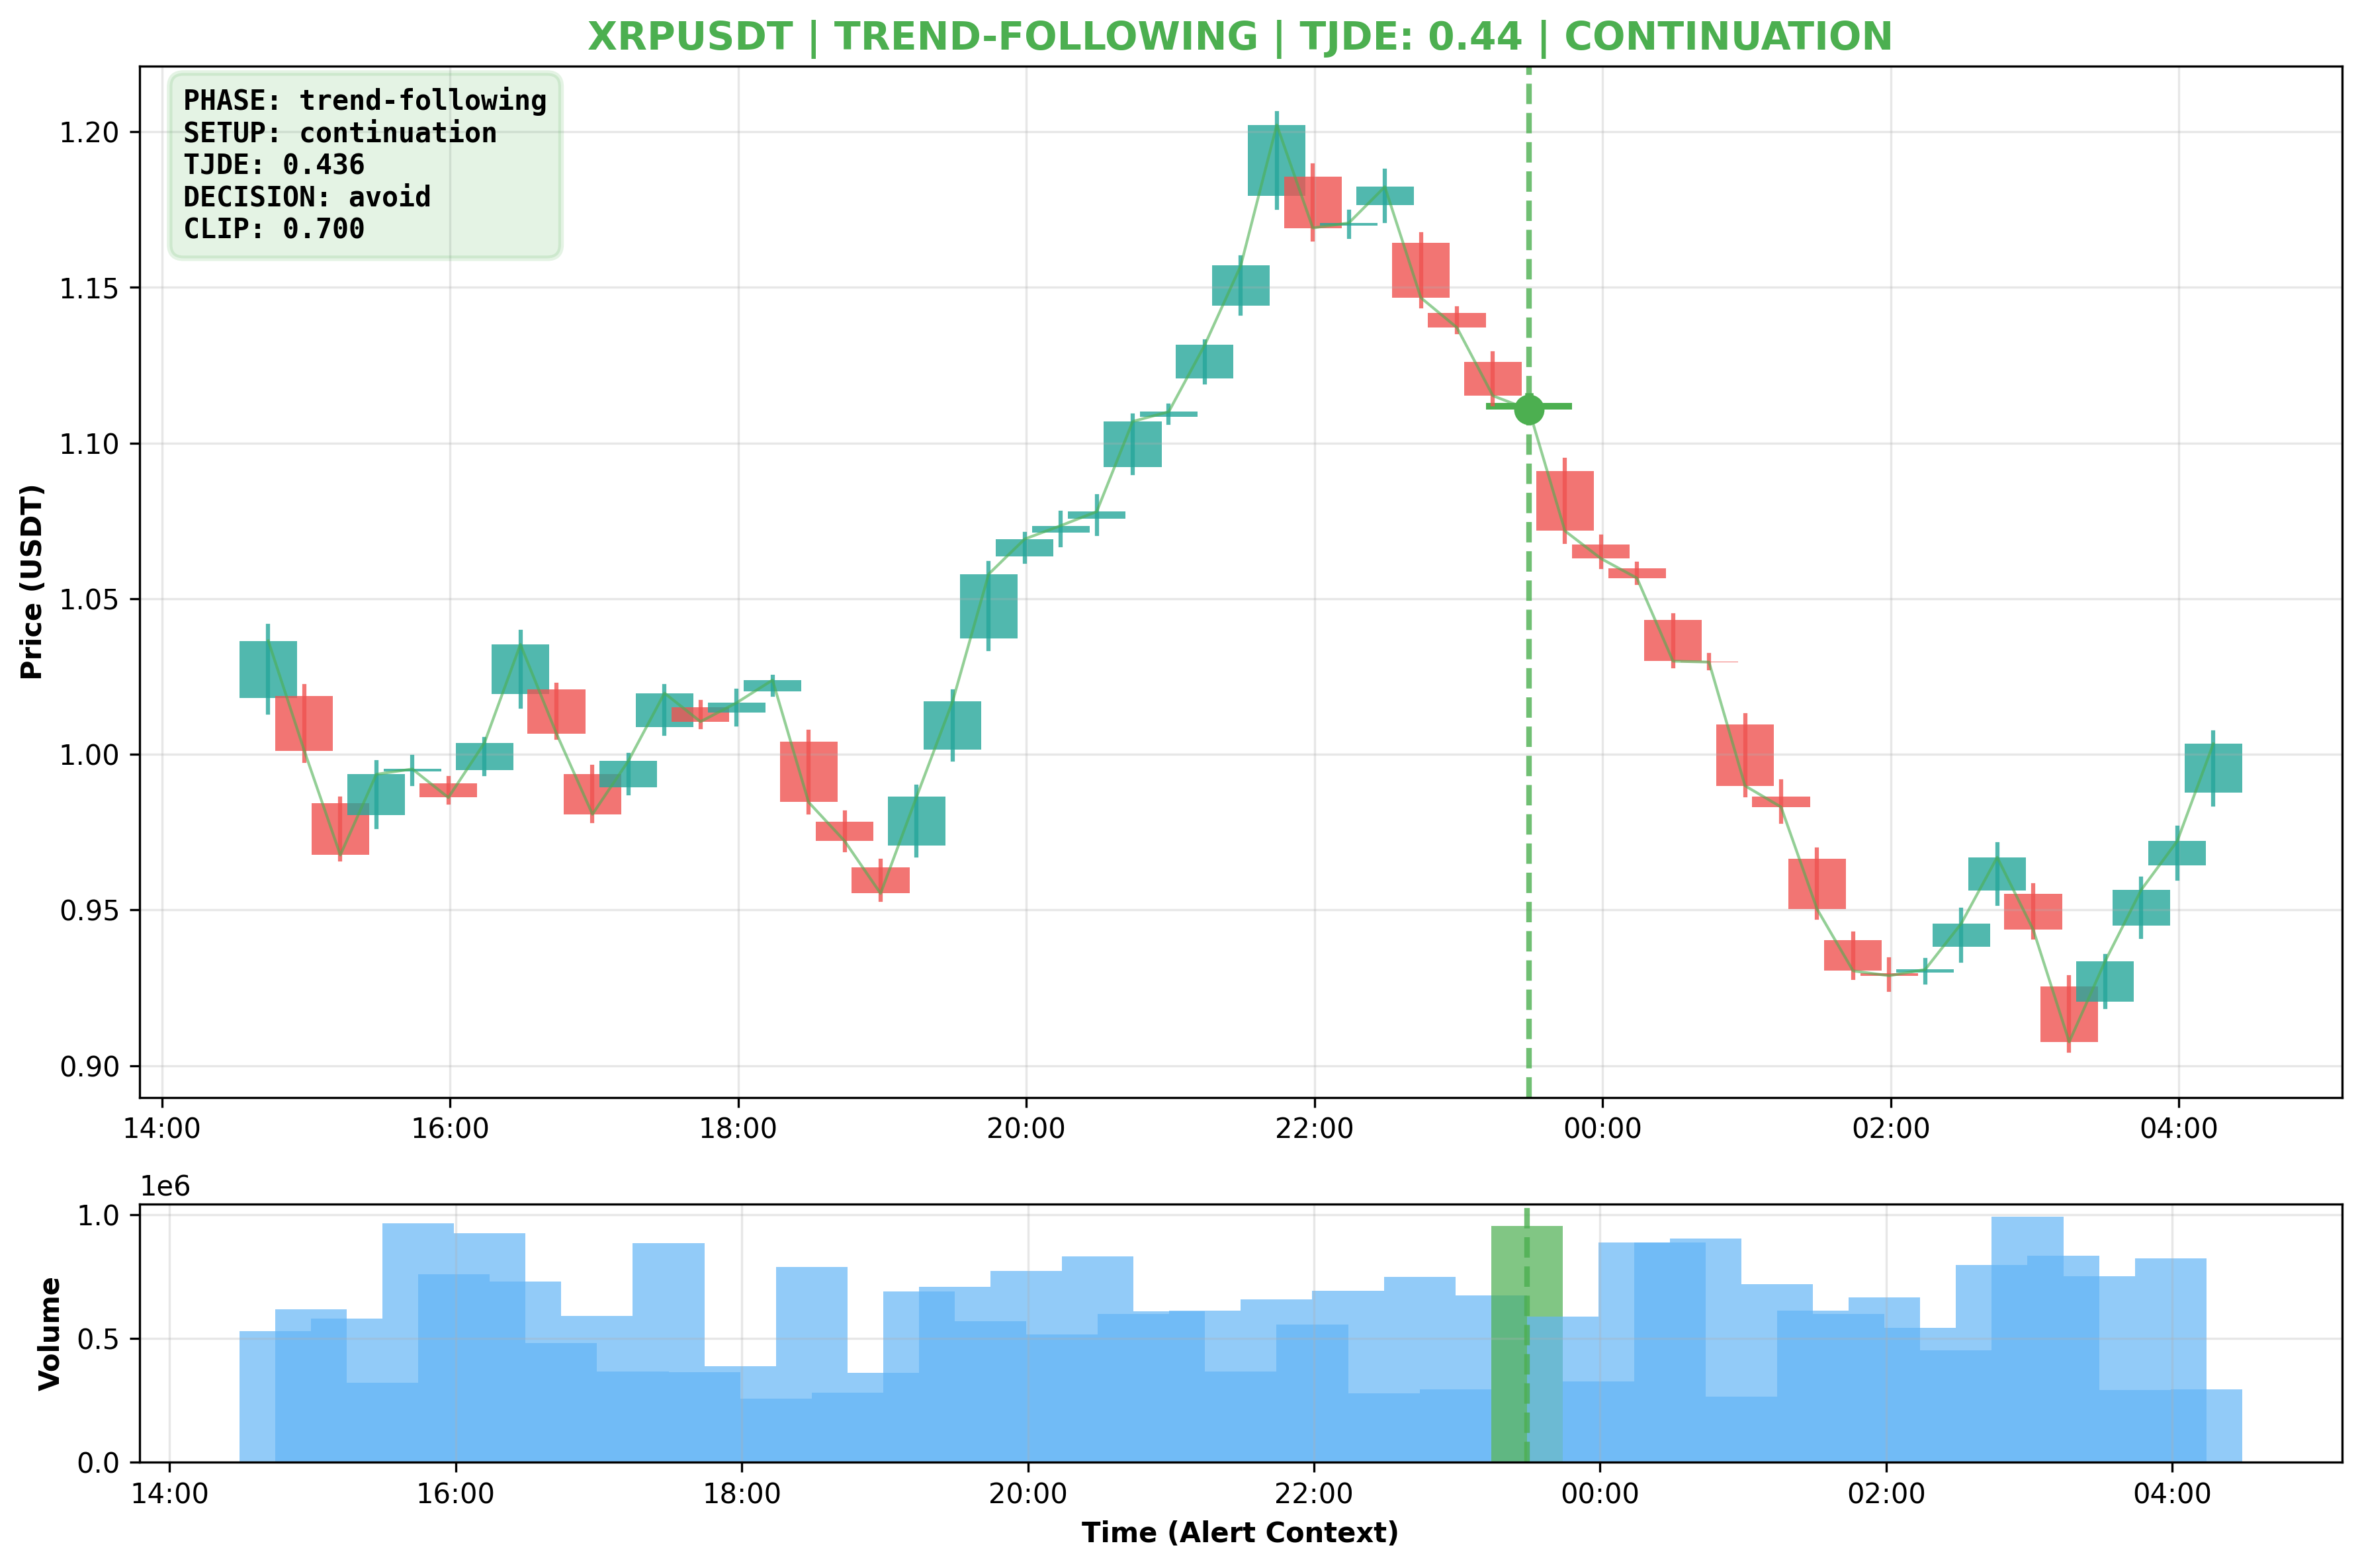 XRPUSDT | TREND-FOLLOWING | TJDE: 0.44 | CONTINUATION
PHASE: trend-following
SETUP: continuation
TJDE: 0.436
DECISION: avoid
CLIP: 0.700
Price (USDT)
1.20
1.15
1.10
1.05
1.00
0.95
0.90
14:00 16:00 18:00 20:00 22:00 00:00 02:00 04:00
1e6
Volume
1.0
0.5
0.0
14:00 16:00 18:00 20:00 22:00 00:00 02:00 04:00
Time (Alert Context)